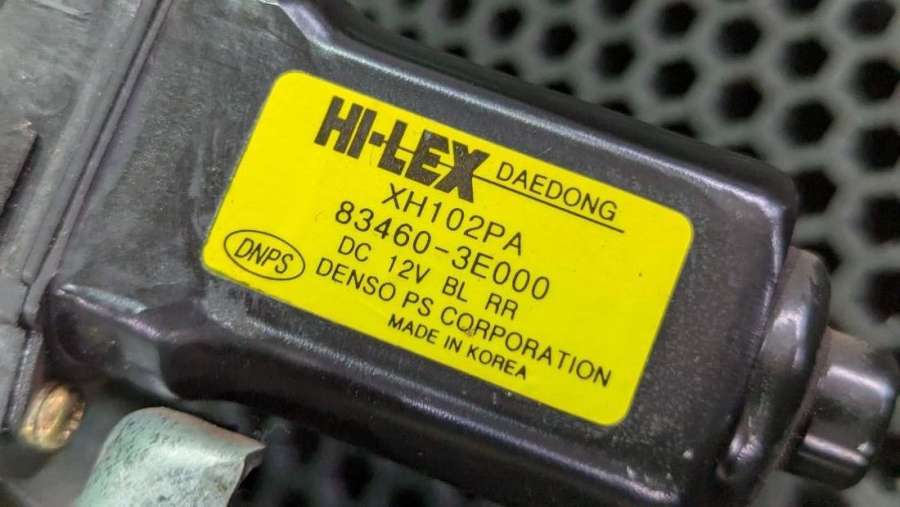 HI-LEX DAEDONG
XH102PA
83460-3E000
DC 12V BL RR
DNPS DENSO PS CORPORATION
MADE IN KOREA